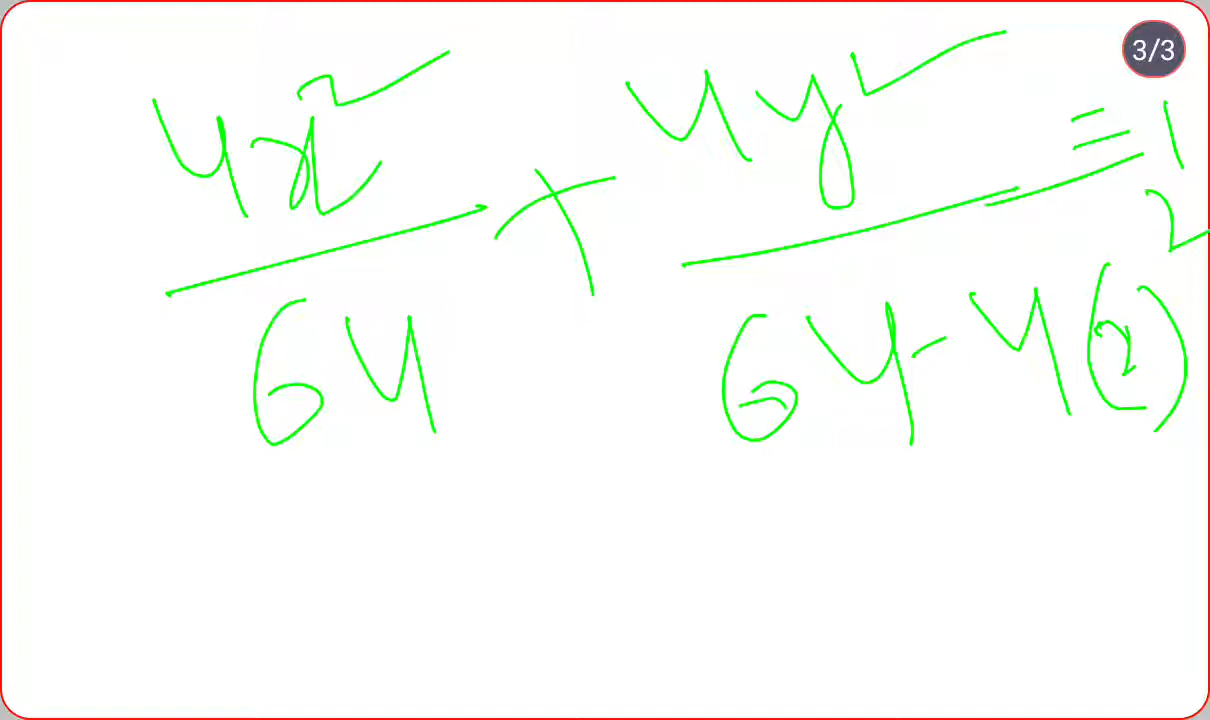 3/3
4x² / 64 + 4y² / 64-4(2)² = 1